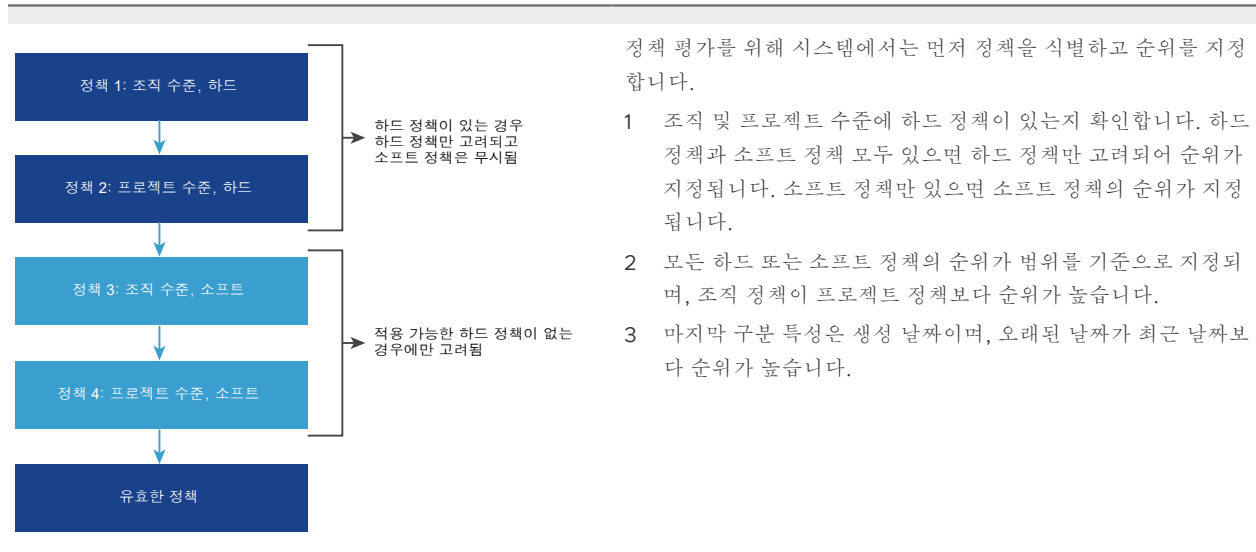 정책 1: 조직 수준, 하드
정책 2: 프로젝트 수준, 하드
하드 정책이 있는 경우
하드 정책만 고려되고
소프트 정책은 무시됨
정책 3: 조직 수준, 소프트
정책 4: 프로젝트 수준, 소프트
적용 가능한 하드 정책이 없는
경우에만 고려됨
유효한 정책
정책 평가를 위해 시스템에서는 먼저 정책을 식별하고 순위를 지정
합니다.
1 조직 및 프로젝트 수준에 하드 정책이 있는지 확인합니다. 하드
정책과 소프트 정책 모두 있으면 하드 정책만 고려되어 순위가
지정됩니다. 소프트 정책만 있으면 소프트 정책의 순위가 지정
됩니다.
2 모든 하드 또는 소프트 정책의 순위가 범위를 기준으로 지정되
며, 조직 정책이 프로젝트 정책보다 순위가 높습니다.
3 마지막 구분 특성은 생성 날짜이며, 오래된 날짜가 최근 날짜보
다 순위가 높습니다.